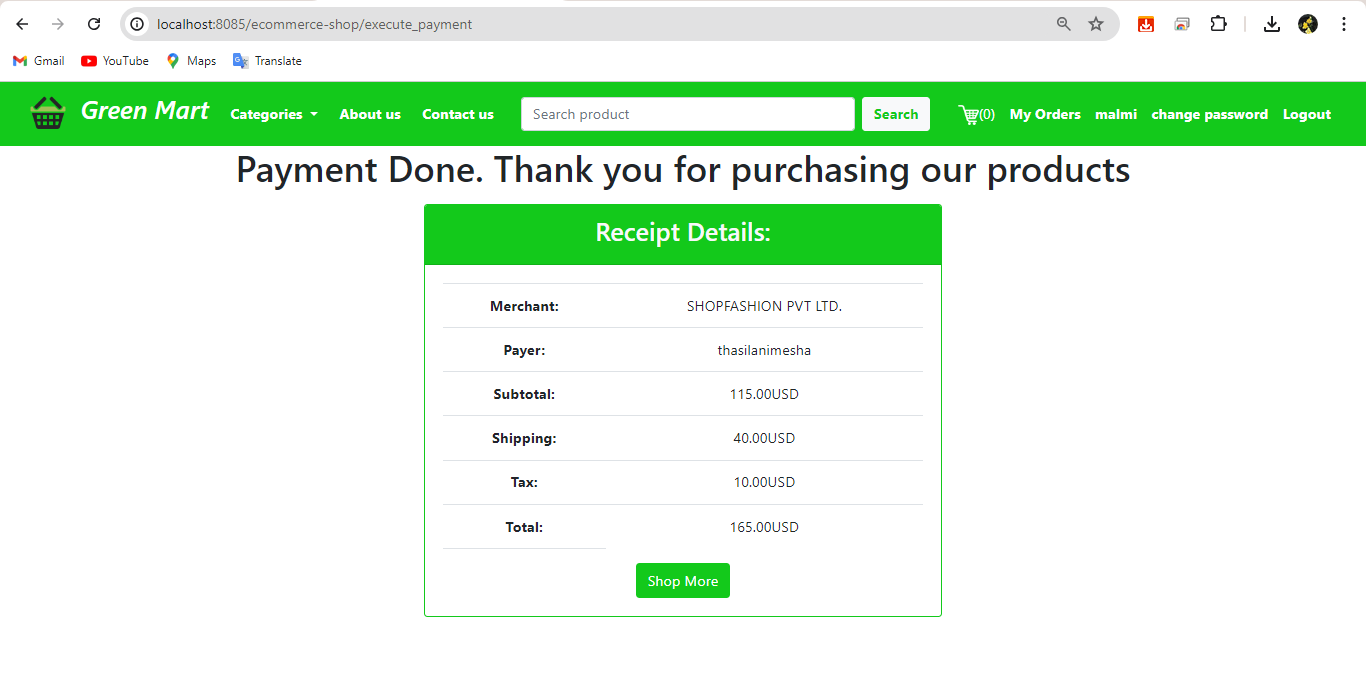 localhost:8085/ecommerce-shop/execute_payment
Gmail YouTube Maps Translate
Green Mart Categories About us Contact us Search product Search (0) My Orders malmi change password Logout
Payment Done. Thank you for purchasing our products
Receipt Details:
Merchant: SHOPFASHION PVT LTD.
Payer: thasilanimesha
Subtotal: 115.00USD
Shipping: 40.00USD
Tax: 10.00USD
Total: 165.00USD
Shop More